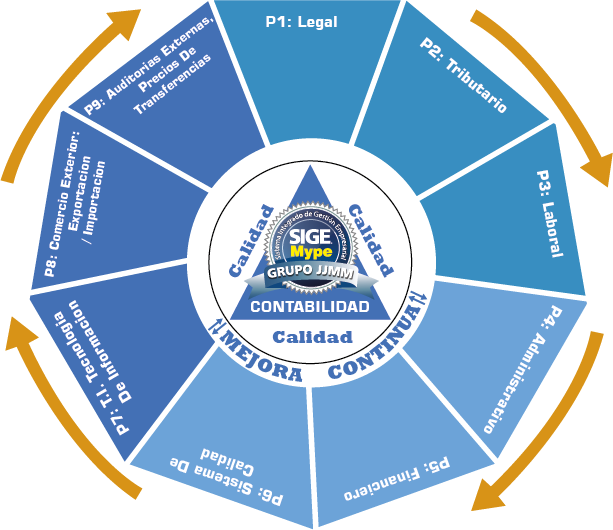 P1: Legal
P2: Tributario
P3: Laboral
P4: Administrativo
P5: Financiero
P6: Sistema De
Calidad
P7: T.I. Tecnologia
De Informacion
P8: Comercio Exterior:
Exportacion
/ Importacion
P9: Auditorias Externas,
Precios De
Transferencias
Calidad
Calidad
Sistema Integrado de Gestión Empresarial
SIGE
Mype
GRUPO JJMM
CONTABILIDAD
Calidad
MEJORA CONTINUA